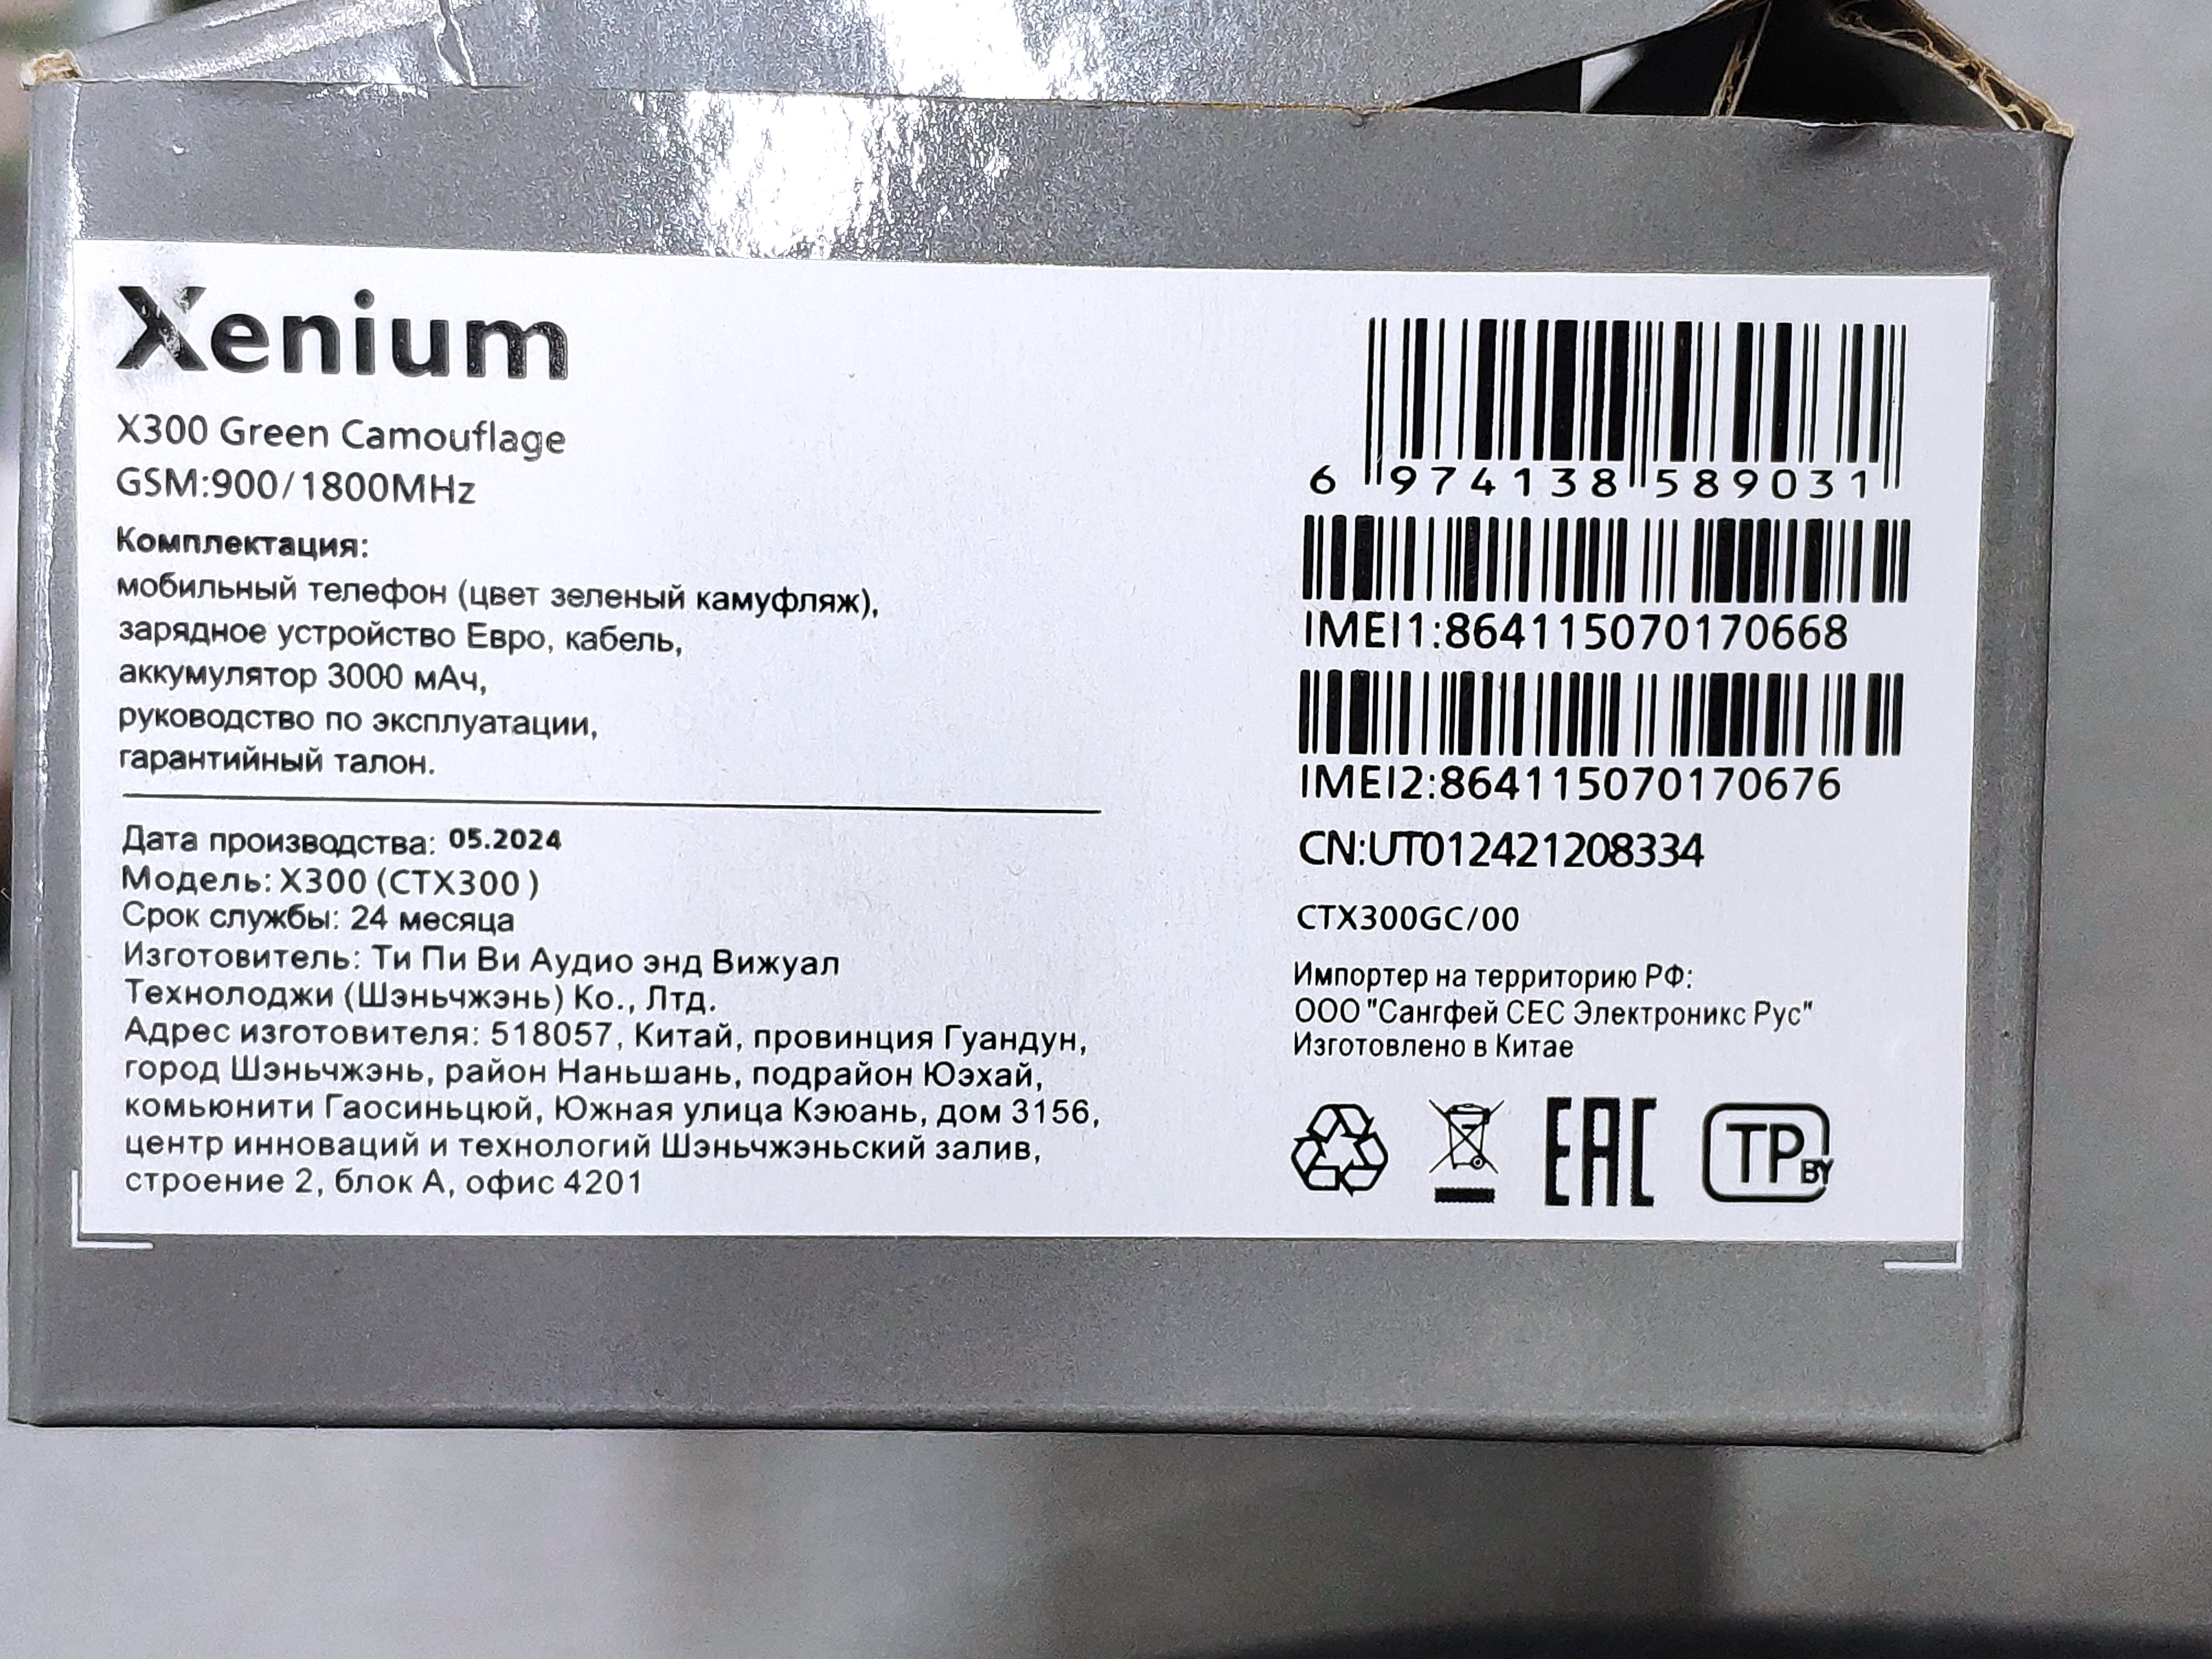 Xenium
X300 Green Camouflage
GSM:900/1800MHz
Комплектация:
мобильный телефон (цвет зеленый камуфляж),
зарядное устройство Евро, кабель,
аккумулятор 3000 мАч,
руководство по эксплуатации,
гарантийный талон.
Дата производства: 05.2024
Модель: X300 (CTX300 )
Срок службы: 24 месяца
Изготовитель: Ти Пи Ви Аудио энд Вижуал
Технолоджи (Шэньчжэнь) Ко., Лтд.
Адрес изготовителя: 518057, Китай, провинция Гуандун,
город Шэньчжэнь, район Наньшань, подрайон Юэхай,
комьюнити Гаосиньцюй, Южная улица Кэюань, дом 3156,
центр инноваций и технологий Шэньчжэньский залив,
строение 2, блок А, офис 4201
6 974138 589031
IMEI1:864115070170668
IMEI2:864115070170676
CN:UT012421208334
CTX300GC/00
Импортер на территорию РФ:
ООО "Сангфей СЕС Электроникс Рус"
Изготовлено в Китае
EAC
TP BY